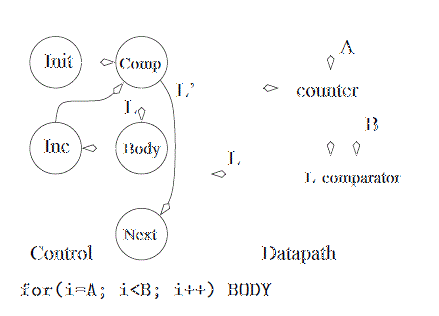 A
Init
Comp
L'
counter
L
B
Inc
Body
L
L comparator
Next
Control
Datapath
for(i=A; i<B; i++) BODY